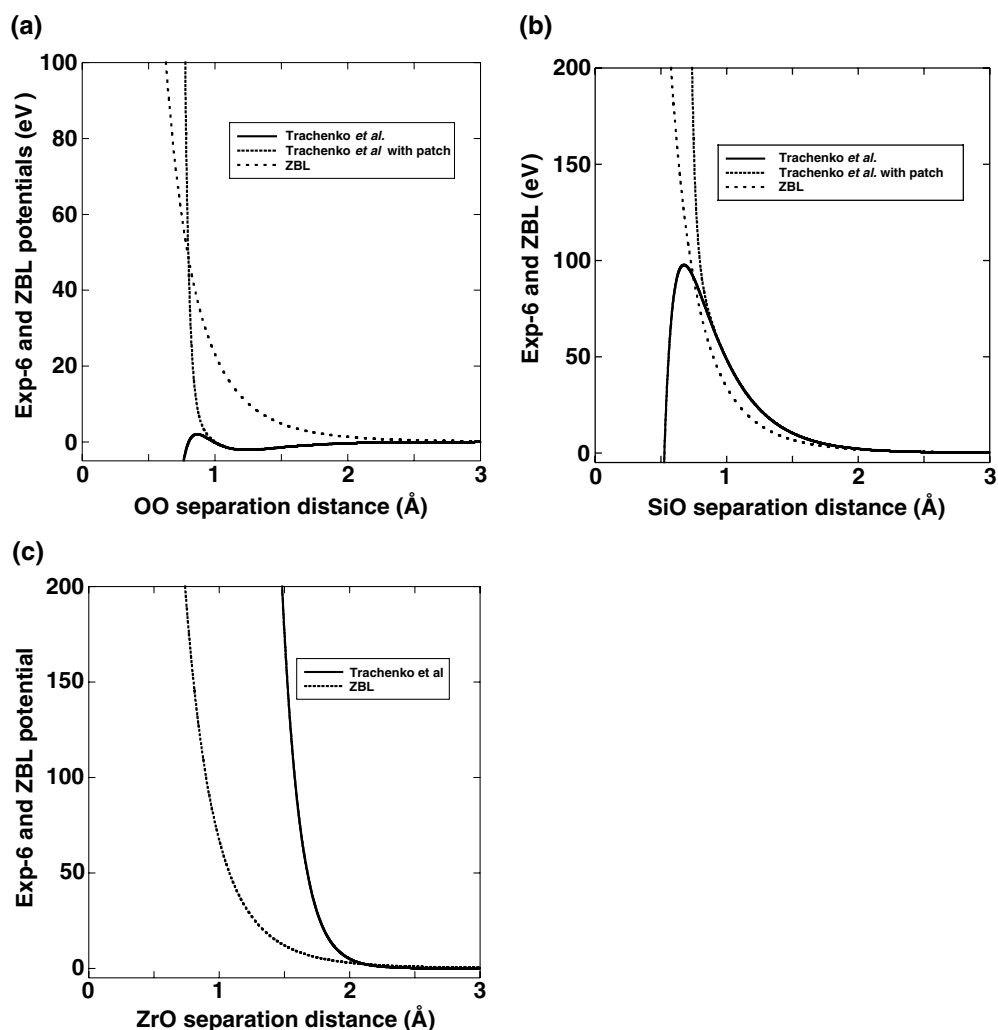 (a)
Exp-6 and ZBL potentials (eV)
100
80
60
40
20
0
Trachenko et al.
Trachenko et al with patch
ZBL
0 1 2 3
OO separation distance (Å)
(b)
Exp-6 and ZBL (eV)
200
150
100
50
0
Trachenko et al.
Trachenko et al. with patch
ZBL
0 1 2 3
SiO separation distance (Å)
(c)
Exp-6 and ZBL potential
200
150
100
50
0
Trachenko et al
ZBL
0 1 2 3
ZrO separation distance (Å)